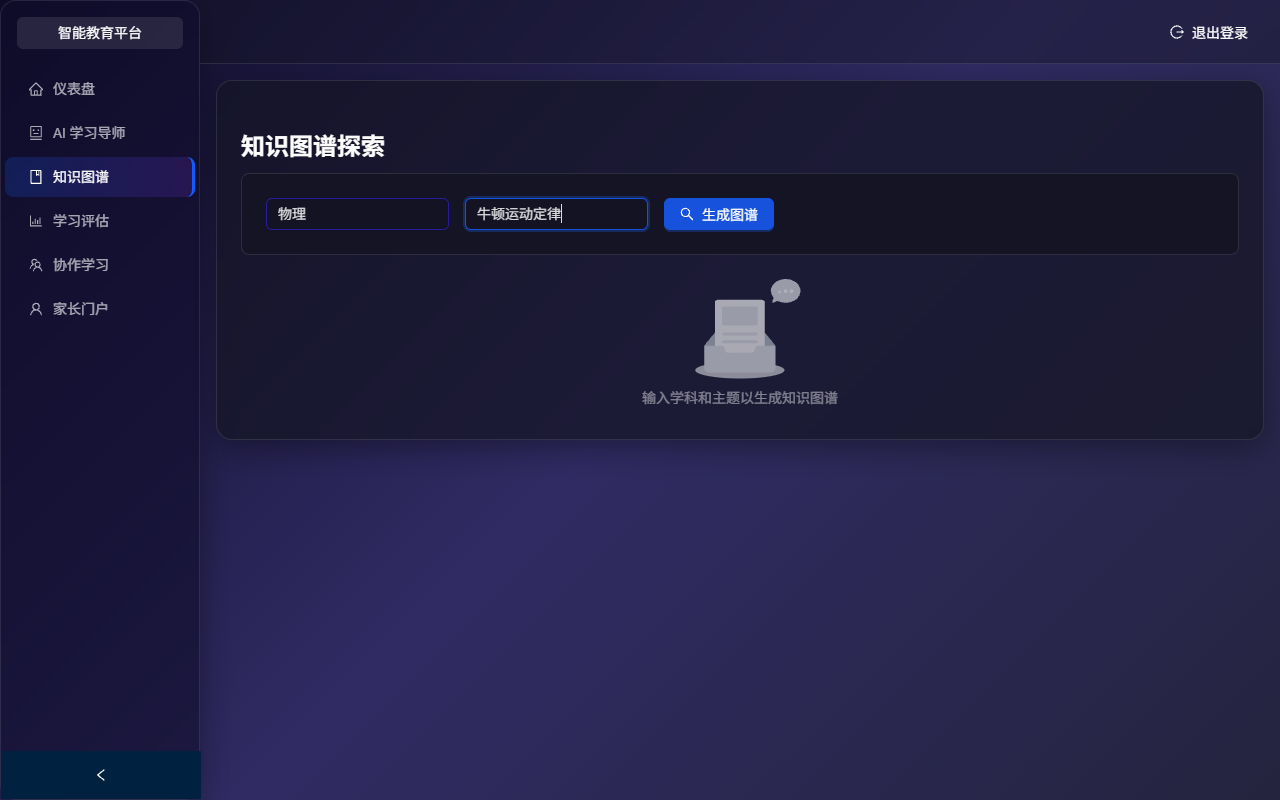 智能教育平台
退出登录
仪表盘
AI 学习导师
知识图谱
学习评估
协作学习
家长门户
知识图谱探索
物理
牛顿运动定律
生成图谱
输入学科和主题以生成知识图谱